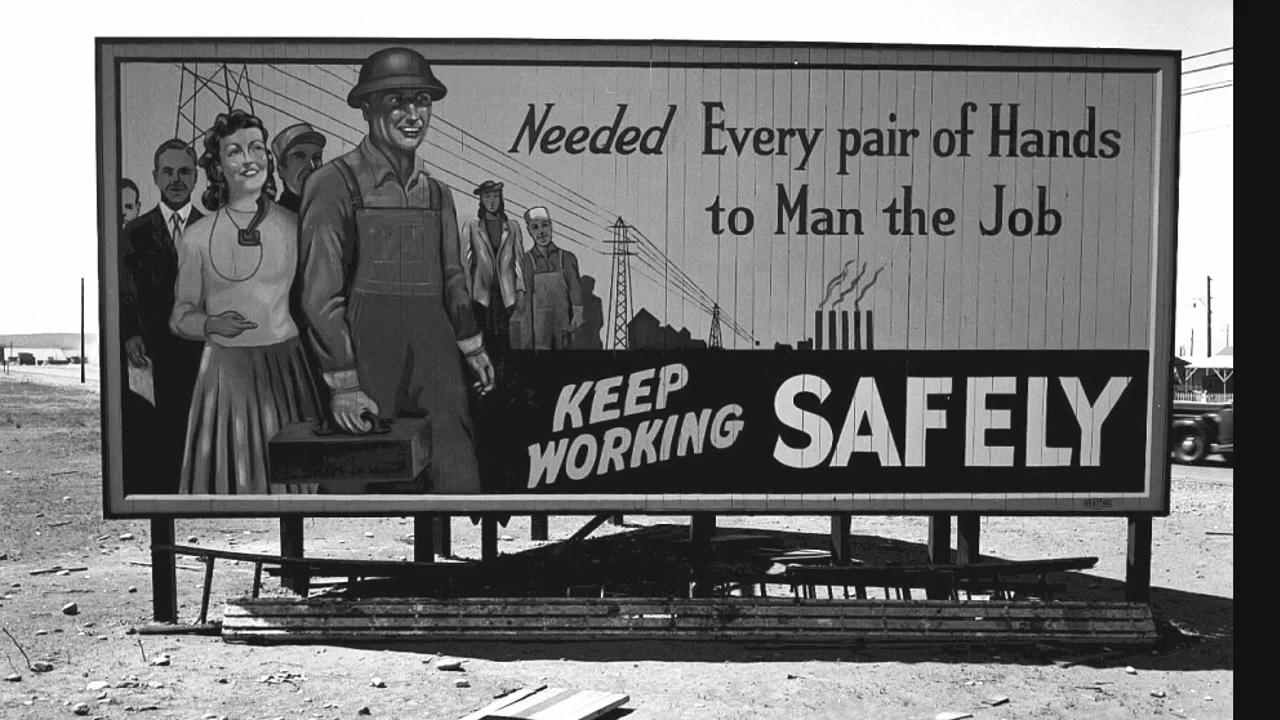 Needed Every pair of Hands
to Man the Job
KEEP
WORKING
SAFELY